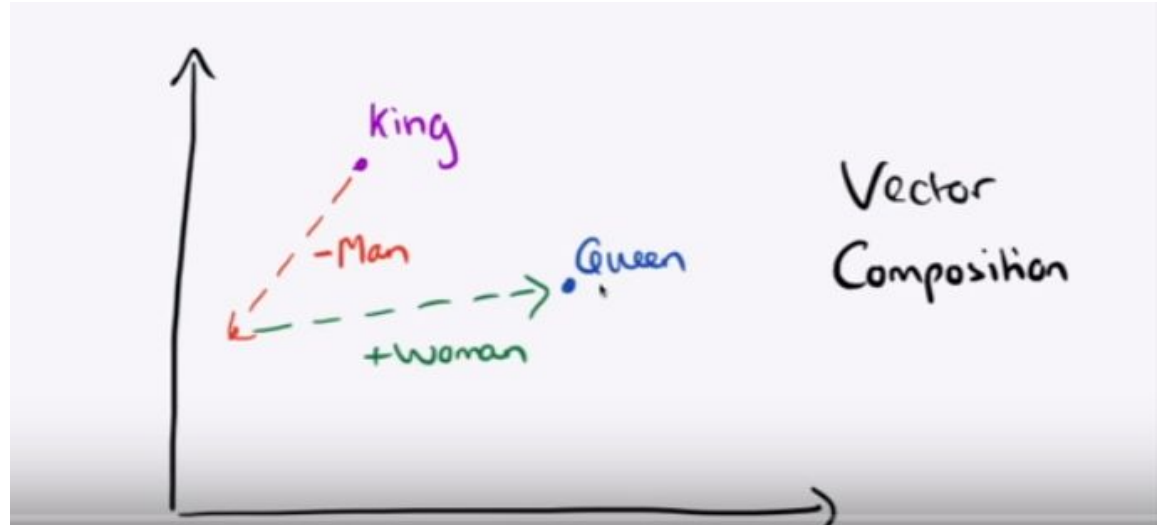 King
-Man
Queen
+Woman
Vector
Composition